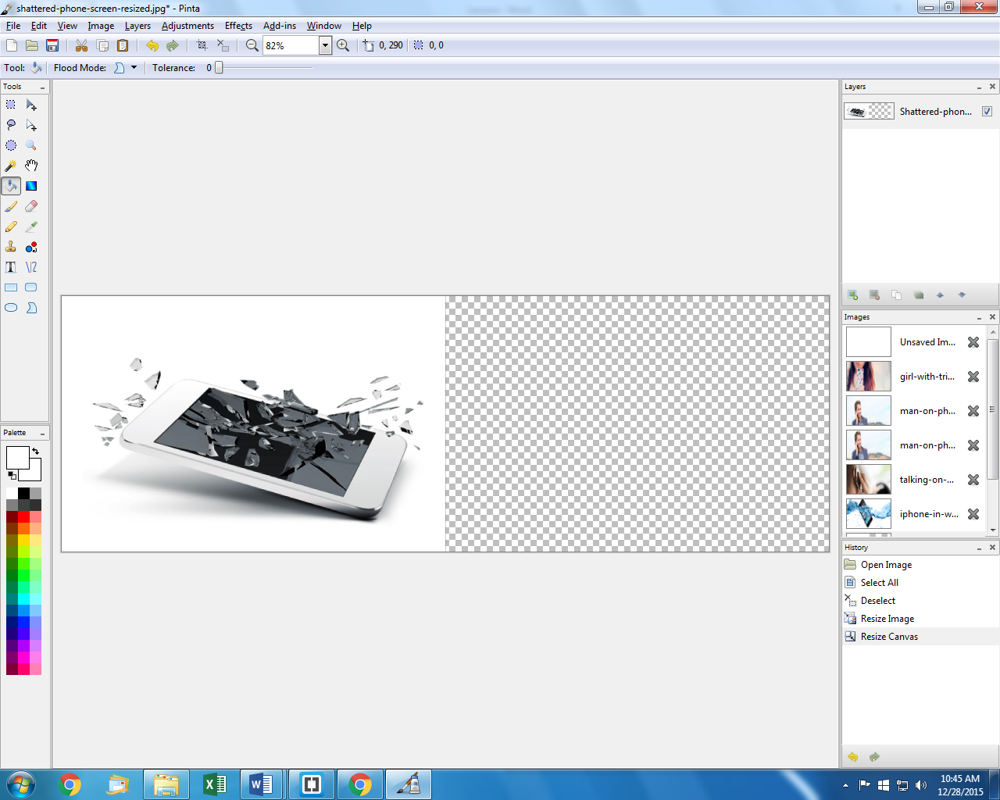 shattered-phone-screen-resized.jpg* - Pinta
File Edit View Image Layers Adjustments Effects Add-ins Window Help
82% 0, 290 0, 0
Tool: Flood Mode: Tolerance: 0
Tools
Palette
Layers
Shattered-phon...
Images
Unsaved Im...
girl-with-tri...
man-on-ph...
man-on-ph...
talking-on-...
iphone-in-w...
History
Open Image
Select All
Deselect
Resize Image
Resize Canvas
10:45 AM
12/28/2015